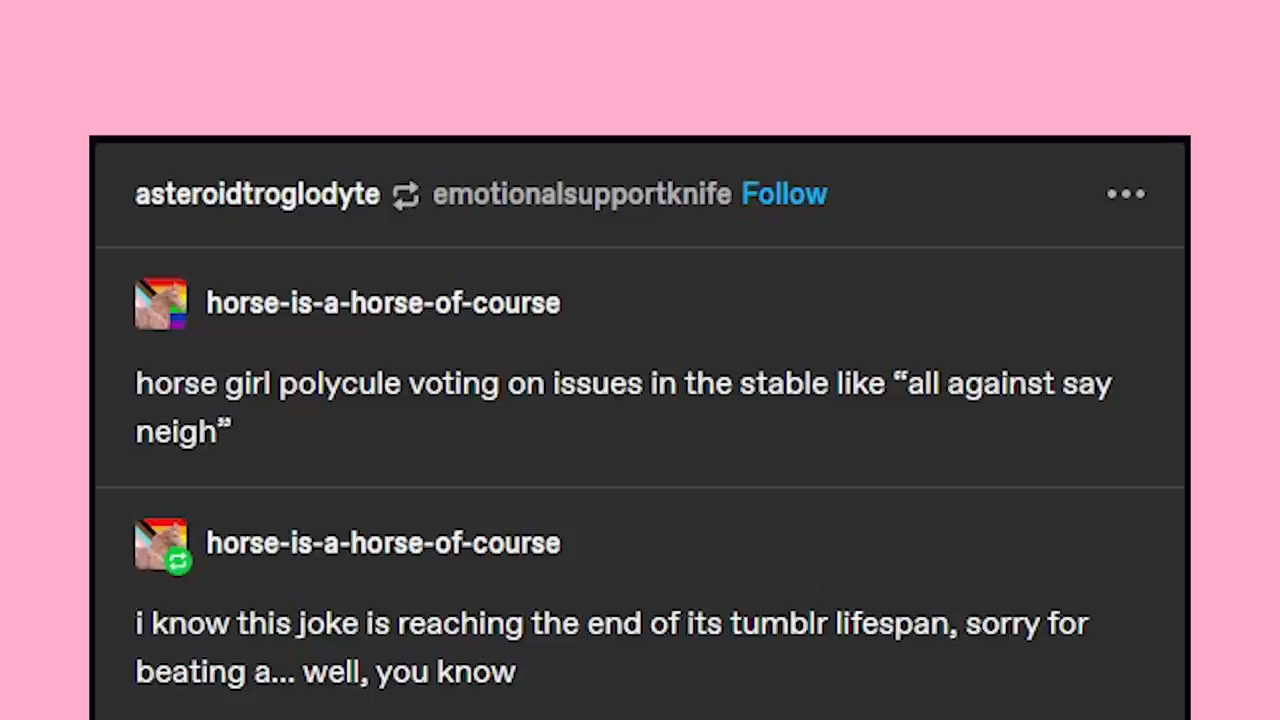 asteroidtroglodyte emotionalsupportknife Follow
horse-is-a-horse-of-course
horse girl polycule voting on issues in the stable like “all against say
neigh”
horse-is-a-horse-of-course
i know this joke is reaching the end of its tumblr lifespan, sorry for
beating a... well, you know